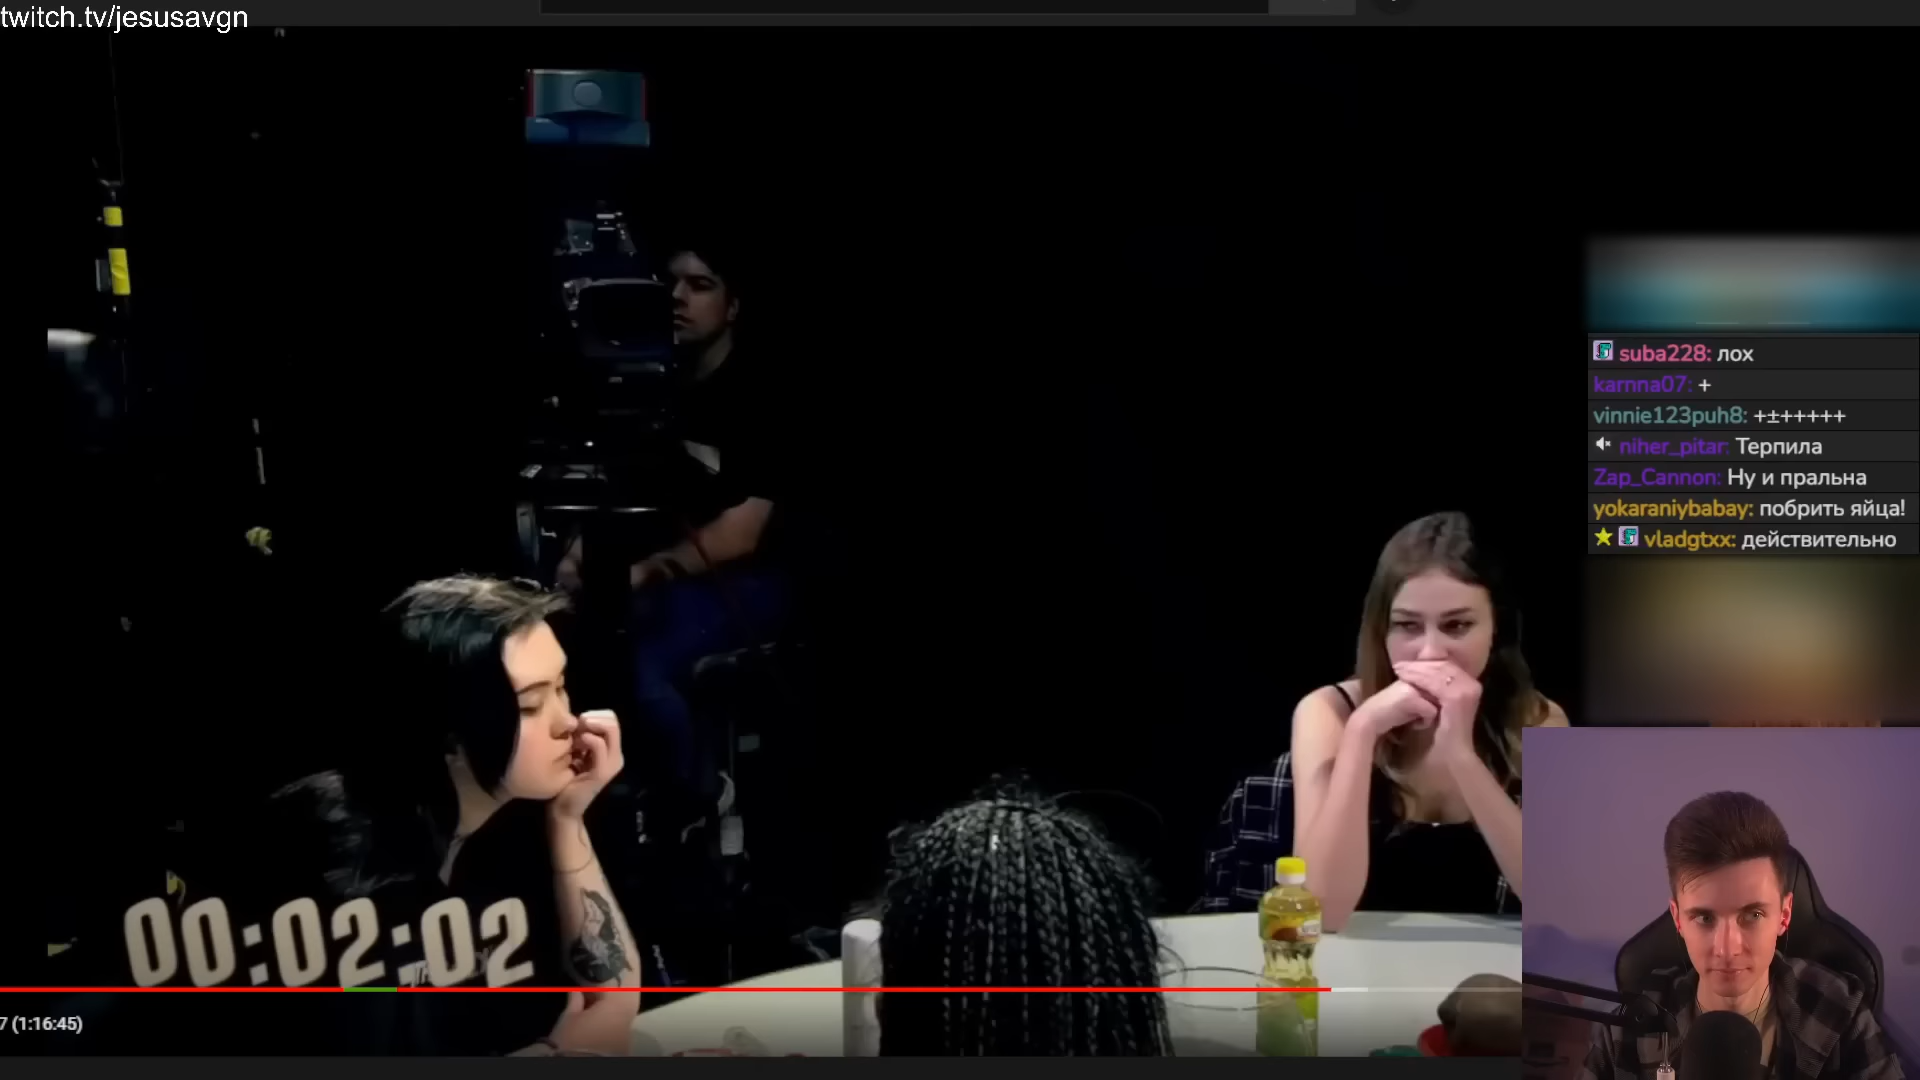 twitch.tv/jesusavgn
suba228: лох
karnna07: +
vinnie123puh8: +±+++++
niher_pitar: Терпила
Zap_Cannon: Ну и пральна
yokaraniybabay: побрить яйца!
vladgtxx: действительно
00:02:02
7 (1:16:45)